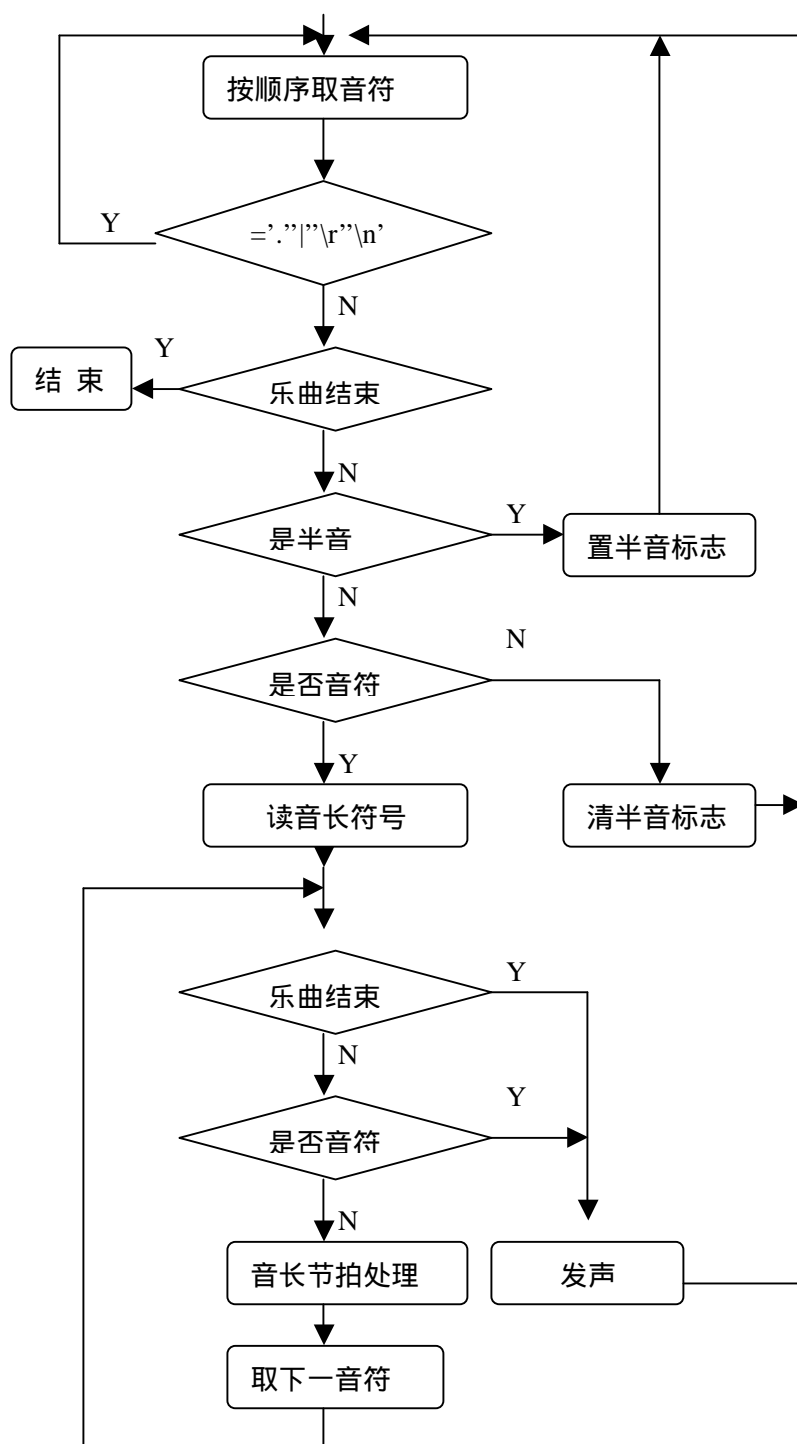 按顺序取音符
Y
='.''|''\r''\n'
N
Y
结 束
乐曲结束
N
是半音
Y
置半音标志
N
N
是否音符
Y
读音长符号
清半音标志
乐曲结束
Y
N
是否音符
Y
N
音长节拍处理
发声
取下一音符